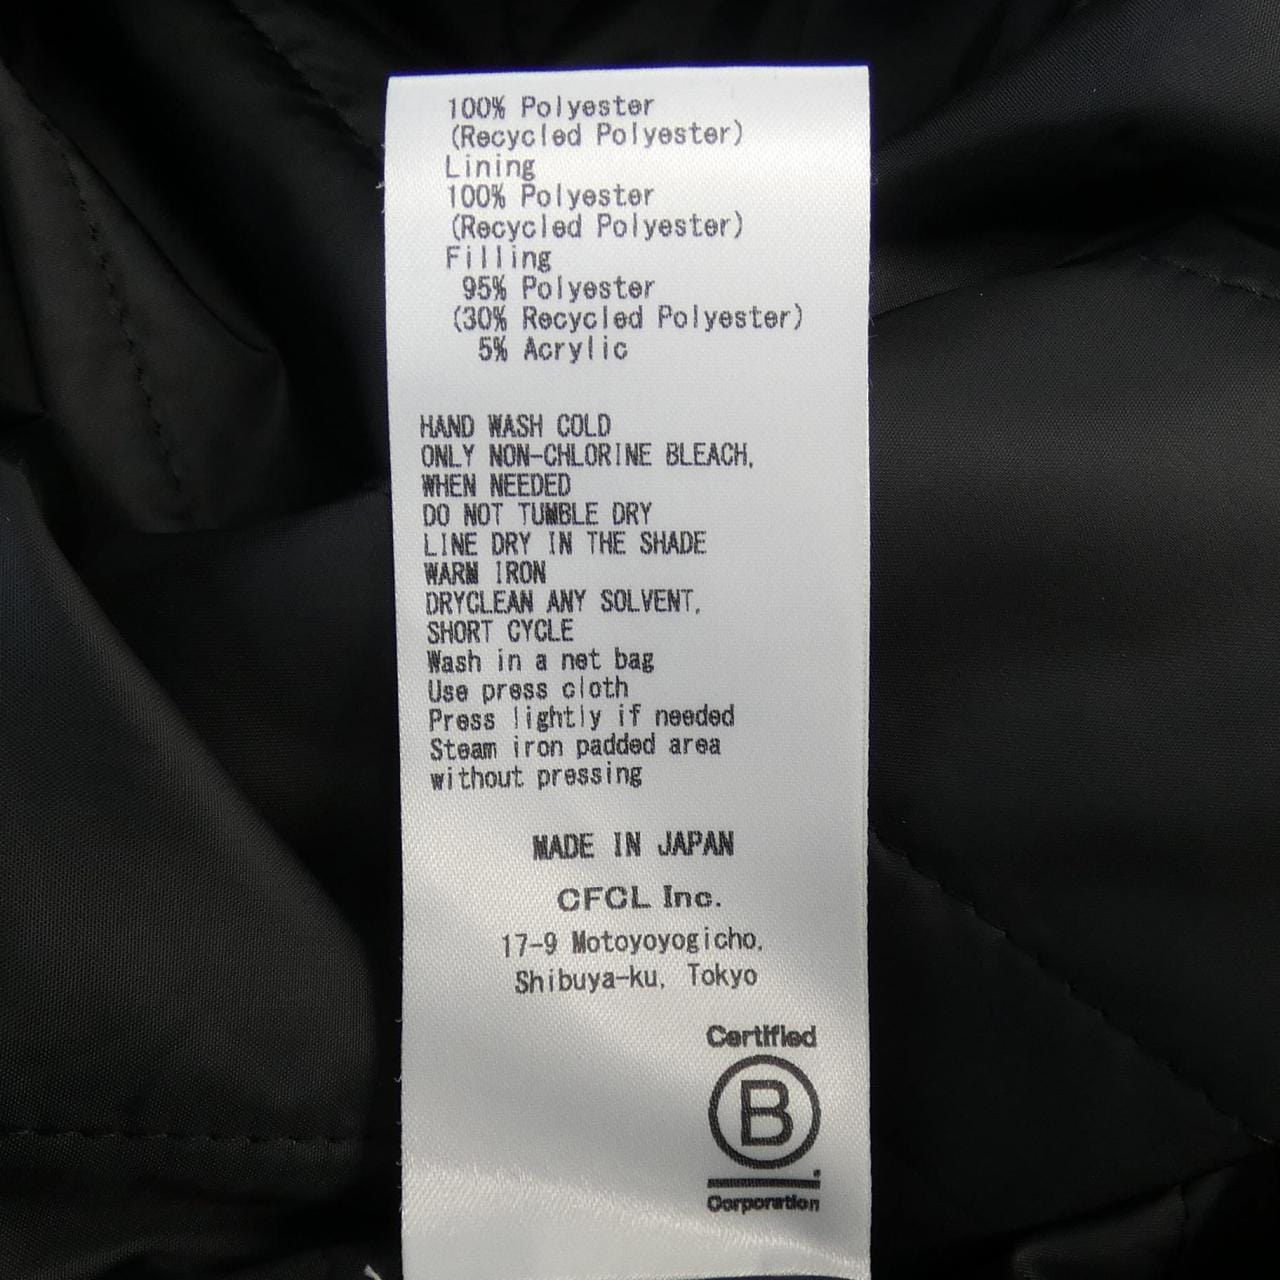 100% Polyester
(Recycled Polyester)
Lining
100% Polyester
(Recycled Polyester)
Filling
95% Polyester
(30% Recycled Polyester)
5% Acrylic
HAND WASH COLD
ONLY NON-CHLORINE BLEACH,
WHEN NEEDED
DO NOT TUMBLE DRY
LINE DRY IN THE SHADE
WARM IRON
DRYCLEAN ANY SOLVENT,
SHORT CYCLE
Wash in a net bag
Use press cloth
Press lightly if needed
Steam iron padded area
without pressing
MADE IN JAPAN
CFCL Inc.
17-9 Motoyoyogicho,
Shibuya-ku, Tokyo
Certified
B
Corporation